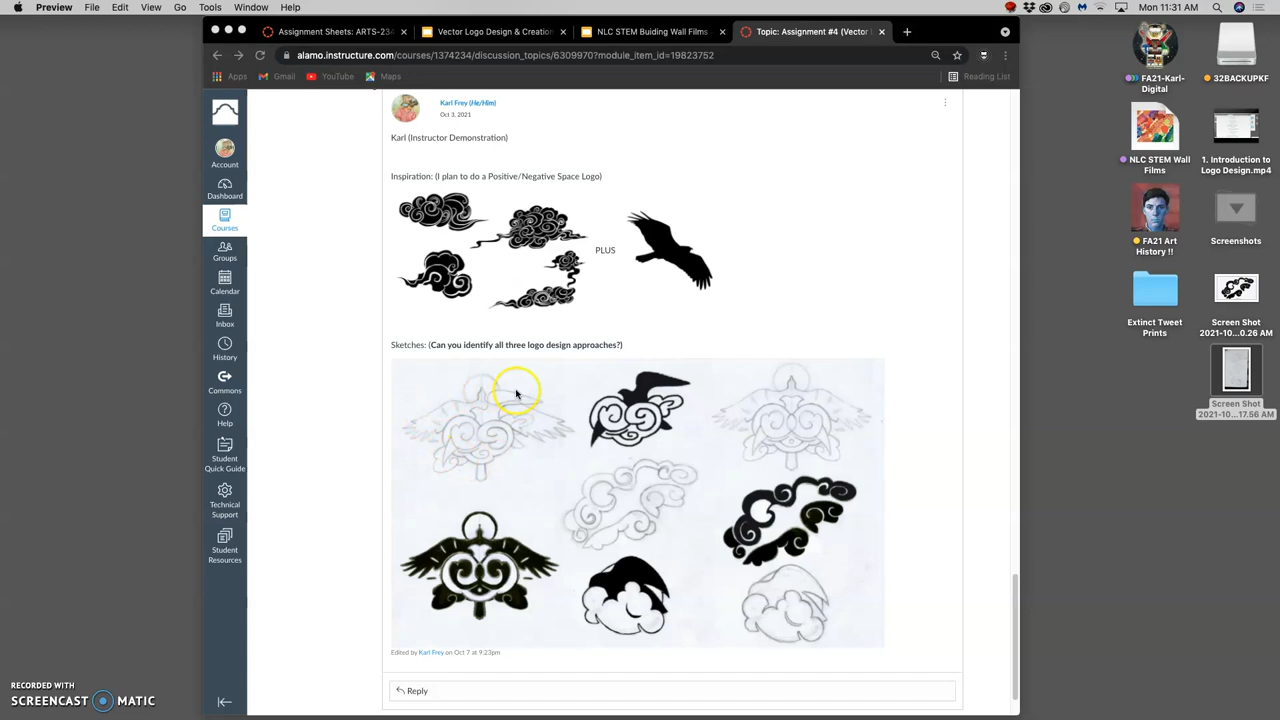 Preview File Edit View Go Tools Window Help
Mon 11:31 AM
Assignment Sheets: ARTS-234
Vector Logo Design & Creation
NLC STEM Buiding Wall Films
Topic: Assignment #4 (Vector
alamo.instructure.com/courses/1374234/discussion_topics/6309970?module_item_id=19823752
Apps Gmail YouTube Maps
Reading List
Account
Dashboard
Courses
Groups
Calendar
Inbox
History
Commons
Help
Student
Quick Guide
Technical
Support
Student
Resources
Karl Frey (He/Him)
Oct 3, 2021
Karl (Instructor Demonstration)
Inspiration: (I plan to do a Positive/Negative Space Logo)
PLUS
Sketches: (Can you identify all three logo design approaches?)
Edited by Karl Frey on Oct 7 at 9:23pm
Reply
FA21-Karl-
Digital
32BACKUPKF
NLC STEM Wall
Films
1. Introduction to
Logo Design.mp4
FA21 Art
History !!
Screenshots
Extinct Tweet
Prints
Screen Shot
2021-10...0.26 AM
Screen Shot
2021-10...17.56 AM
RECORDED WITH
SCREENCAST MATIC